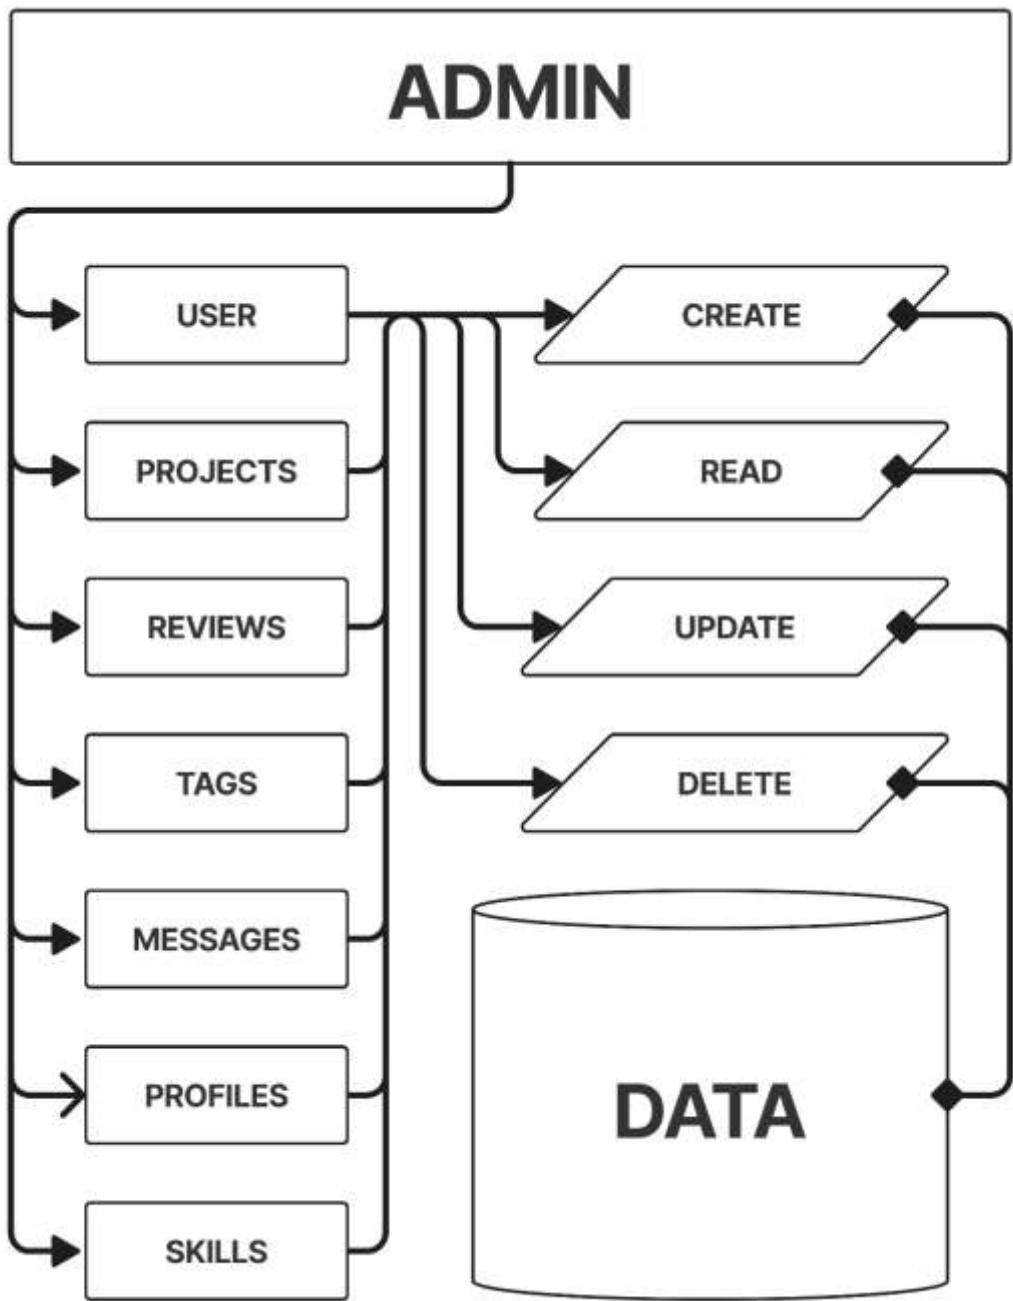 ADMIN
USER
CREATE
PROJECTS
READ
REVIEWS
UPDATE
TAGS
DELETE
MESSAGES
PROFILES
DATA
SKILLS